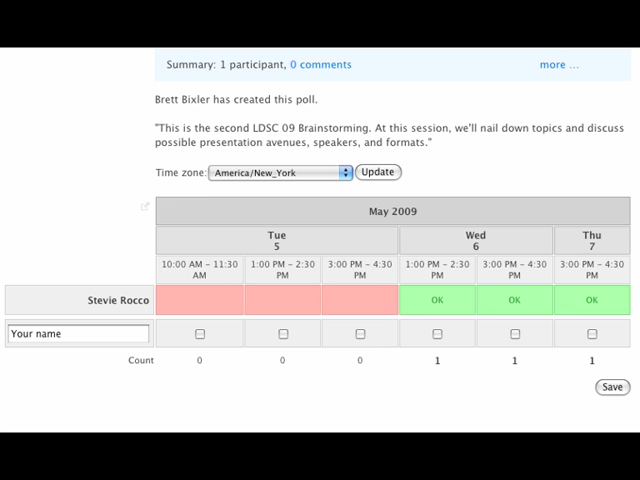 Summary: 1 participant, 0 comments more ...
Brett Bixler has created this poll.
"This is the second LDSC 09 Brainstorming. At this session, we'll nail down topics and discuss
possible presentation avenues, speakers, and formats."
Time zone: America/New_York Update
May 2009
Tue Wed Thu
5 6 7
10:00 AM – 11:30 1:00 PM – 2:30 3:00 PM – 4:30 1:00 PM – 2:30 3:00 PM – 4:30 3:00 PM – 4:30
AM PM PM PM PM PM
Stevie Rocco OK OK OK
Your name
Count 0 0 0 1 1 1
Save